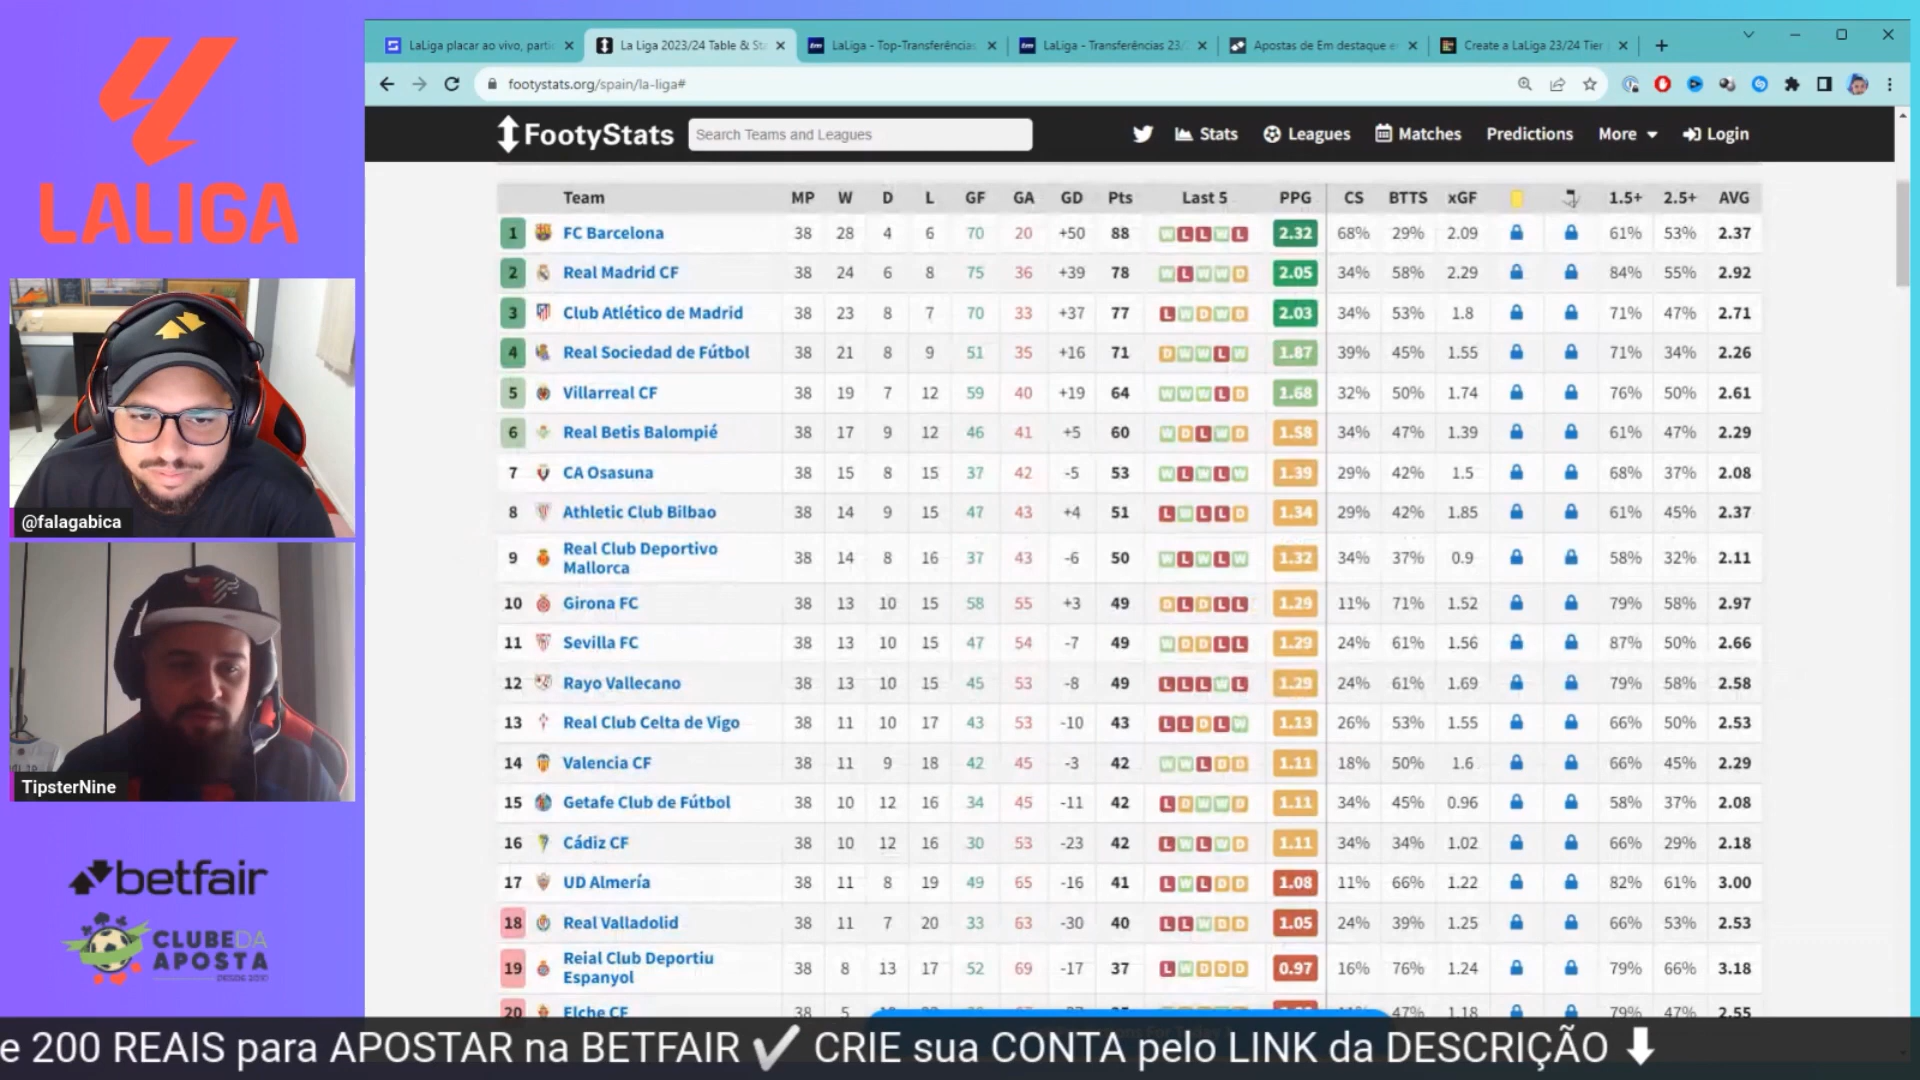 LaLiga placar ao vivo, parti
La Liga 2023/24 Table & Sta
LaLiga - Top-Transferências
LaLiga - Transferências 23/2
Apostas de Em destaque e
Create a LaLiga 23/24 Tier
footystats.org/spain/la-liga#
FootyStats
Search Teams and Leagues
Stats Leagues Matches Predictions More Login
LALIGA
@falagabica
TipsterNine
betfair
CLUBE DA
APOSTA
DESDE 2010
Team MP W D L GF GA GD Pts Last 5 PPG CS BTTS xGF 1.5+ 2.5+ AVG
1 FC Barcelona 38 28 4 6 70 20 +50 88 W L L W L 2.32 68% 29% 2.09 61% 53% 2.37
2 Real Madrid CF 38 24 6 8 75 36 +39 78 W L W W D 2.05 34% 58% 2.29 84% 55% 2.92
3 Club Atlético de Madrid 38 23 8 7 70 33 +37 77 L W D W D 2.03 34% 53% 1.8 71% 47% 2.71
4 Real Sociedad de Fútbol 38 21 8 9 51 35 +16 71 D W W L W 1.87 39% 45% 1.55 71% 34% 2.26
5 Villarreal CF 38 19 7 12 59 40 +19 64 W W W L D 1.68 32% 50% 1.74 76% 50% 2.61
6 Real Betis Balompié 38 17 9 12 46 41 +5 60 W D L W D 1.58 34% 47% 1.39 61% 47% 2.29
7 CA Osasuna 38 15 8 15 37 42 -5 53 W L W L W 1.39 29% 42% 1.5 68% 37% 2.08
8 Athletic Club Bilbao 38 14 9 15 47 43 +4 51 L W L L D 1.34 29% 42% 1.85 61% 45% 2.37
9 Real Club Deportivo
Mallorca 38 14 8 16 37 43 -6 50 W L W L W 1.32 34% 37% 0.9 58% 32% 2.11
10 Girona FC 38 13 10 15 58 55 +3 49 D L D L L 1.29 11% 71% 1.52 79% 58% 2.97
11 Sevilla FC 38 13 10 15 47 54 -7 49 W D D L L 1.29 24% 61% 1.56 87% 50% 2.66
12 Rayo Vallecano 38 13 10 15 45 53 -8 49 L L L W L 1.29 24% 61% 1.69 79% 58% 2.58
13 Real Club Celta de Vigo 38 11 10 17 43 53 -10 43 L L D L W 1.13 26% 53% 1.55 66% 50% 2.53
14 Valencia CF 38 11 9 18 42 45 -3 42 W W L D D 1.11 18% 50% 1.6 66% 45% 2.29
15 Getafe Club de Fútbol 38 10 12 16 34 45 -11 42 L D W W D 1.11 34% 45% 0.96 58% 37% 2.08
16 Cádiz CF 38 10 12 16 30 53 -23 42 L W L W D 1.11 34% 34% 1.02 66% 29% 2.18
17 UD Almería 38 11 8 19 49 65 -16 41 L W L D D 1.08 11% 66% 1.22 82% 61% 3.00
18 Real Valladolid 38 11 7 20 33 63 -30 40 L L W D D 1.05 24% 39% 1.25 66% 53% 2.53
19 Reial Club Deportiu
Espanyol 38 8 13 17 52 69 -17 37 L W D D D 0.97 16% 76% 1.24 79% 66% 3.18
20 Elche CF 38 5 47% 1.18 79% 47% 2.55
e 200 REAIS para APOSTAR na BETFAIR ✓ CRIE sua CONTA pelo LINK da DESCRIÇÃO ⬇